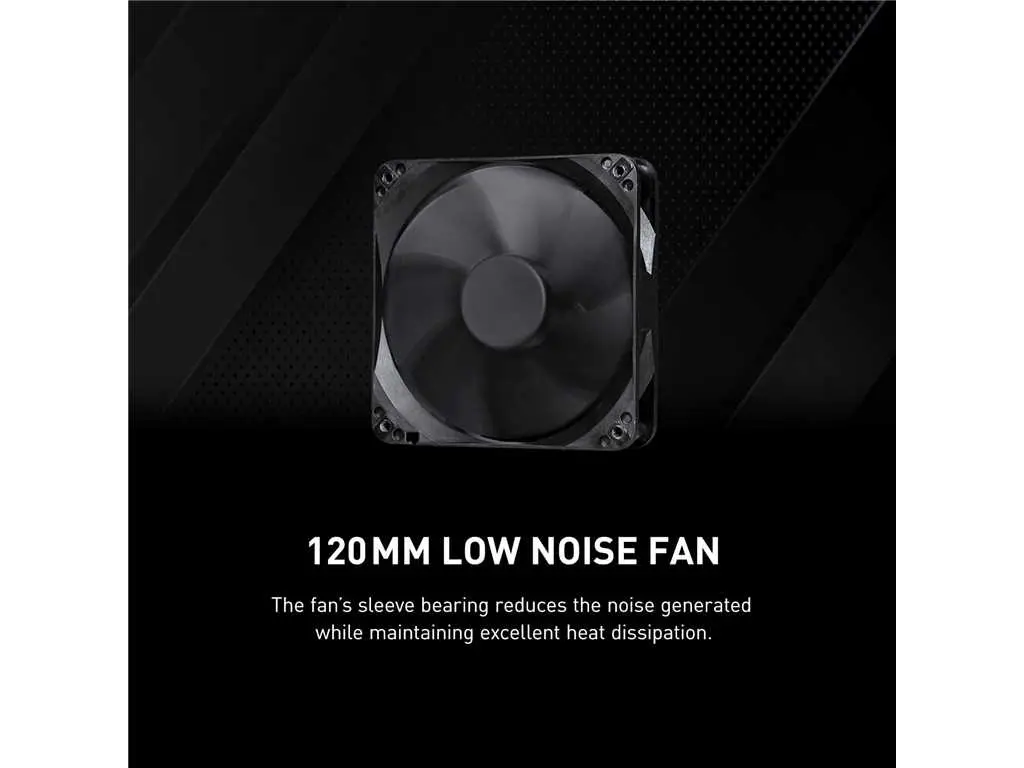 120MM LOW NOISE FAN
The fan's sleeve bearing reduces the noise generated
while maintaining excellent heat dissipation.